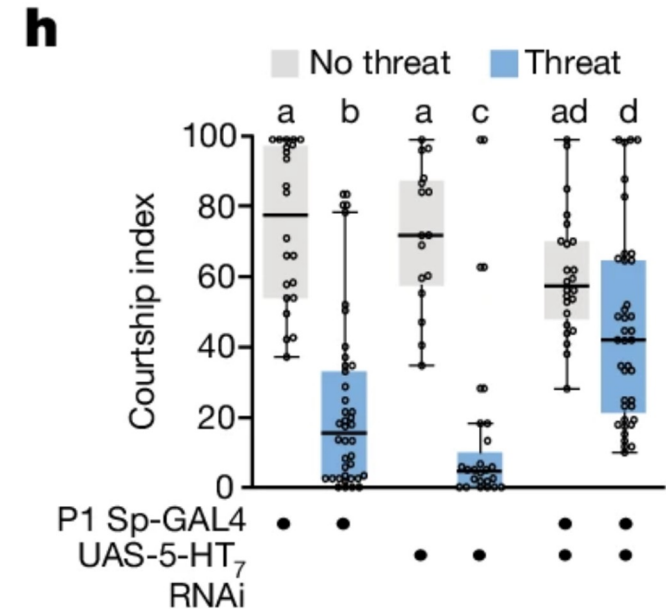 h
No threat Threat
a b a c ad d
100
80
60
40
20
0
Courtship index
P1 Sp-GAL4
UAS-5-HT7
RNAi